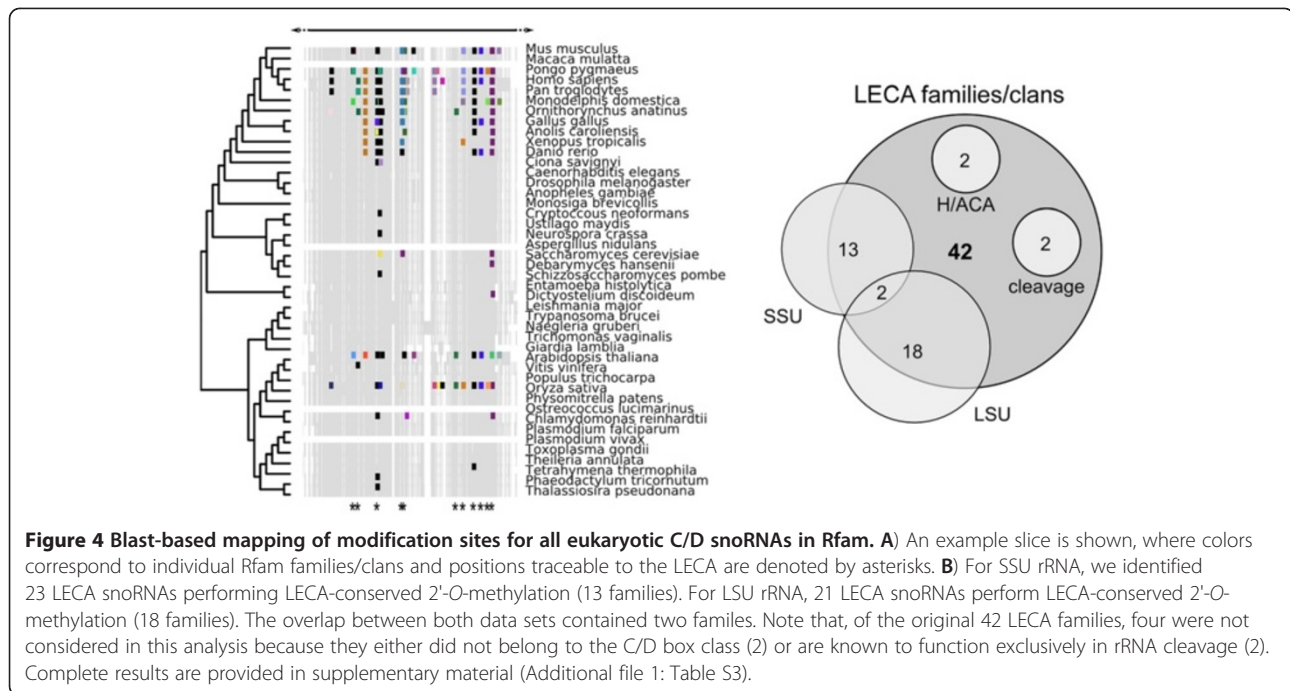 Mus musculus
Macaca mulatta
Pongo pygmaeus
Homo sapiens
Pan troglodytes
Monodelphis domestica
Ornithorynchus anatinus
Gallus gallus
Anolis caroliensis
Xenopus tropicalis
Danio rerio
Ciona savignyi
Caenorhabditis elegans
Drosophila melanogaster
Anopheles gambiae
Monosiga brevicollis
Cryptoccous neoformans
Ustilago maydis
Neurospora crassa
Aspergillus nidulans
Saccharomyces cerevisiae
Debarymyces hansenii
Schizzosaccharomyces pombe
Entamoeba histolytica
Dictyostelium discoideum
Leishmania major
Trypanosoma brucei
Naegleria gruberi
Trichomonas vaginalis
Giardia lamblia
Arabidopsis thaliana
Vitis vinifera
Populus trichocarpa
Oryza sativa
Physomitrella patens
Ostreococcus lucimarinus
Chlamydomonas reinhardtii
Plasmodium falciparum
Plasmodium vivax
Toxoplasma gondii
Theileria annulata
Tetrahymena thermophila
Phaeodactylum tricornutum
Thalassiosira pseudonana
** * ** ** ****
LECA families/clans
2
H/ACA
13
42
2
cleavage
2
SSU
18
LSU
Figure 4 Blast-based mapping of modification sites for all eukaryotic C/D snoRNAs in Rfam. A) An example slice is shown, where colors
correspond to individual Rfam families/clans and positions traceable to the LECA are denoted by asterisks. B) For SSU rRNA, we identified
23 LECA snoRNAs performing LECA-conserved 2'-O-methylation (13 families). For LSU rRNA, 21 LECA snoRNAs perform LECA-conserved 2'-O-
methylation (18 families). The overlap between both data sets contained two familes. Note that, of the original 42 LECA families, four were not
considered in this analysis because they either did not belong to the C/D box class (2) or are known to function exclusively in rRNA cleavage (2).
Complete results are provided in supplementary material (Additional file 1: Table S3).